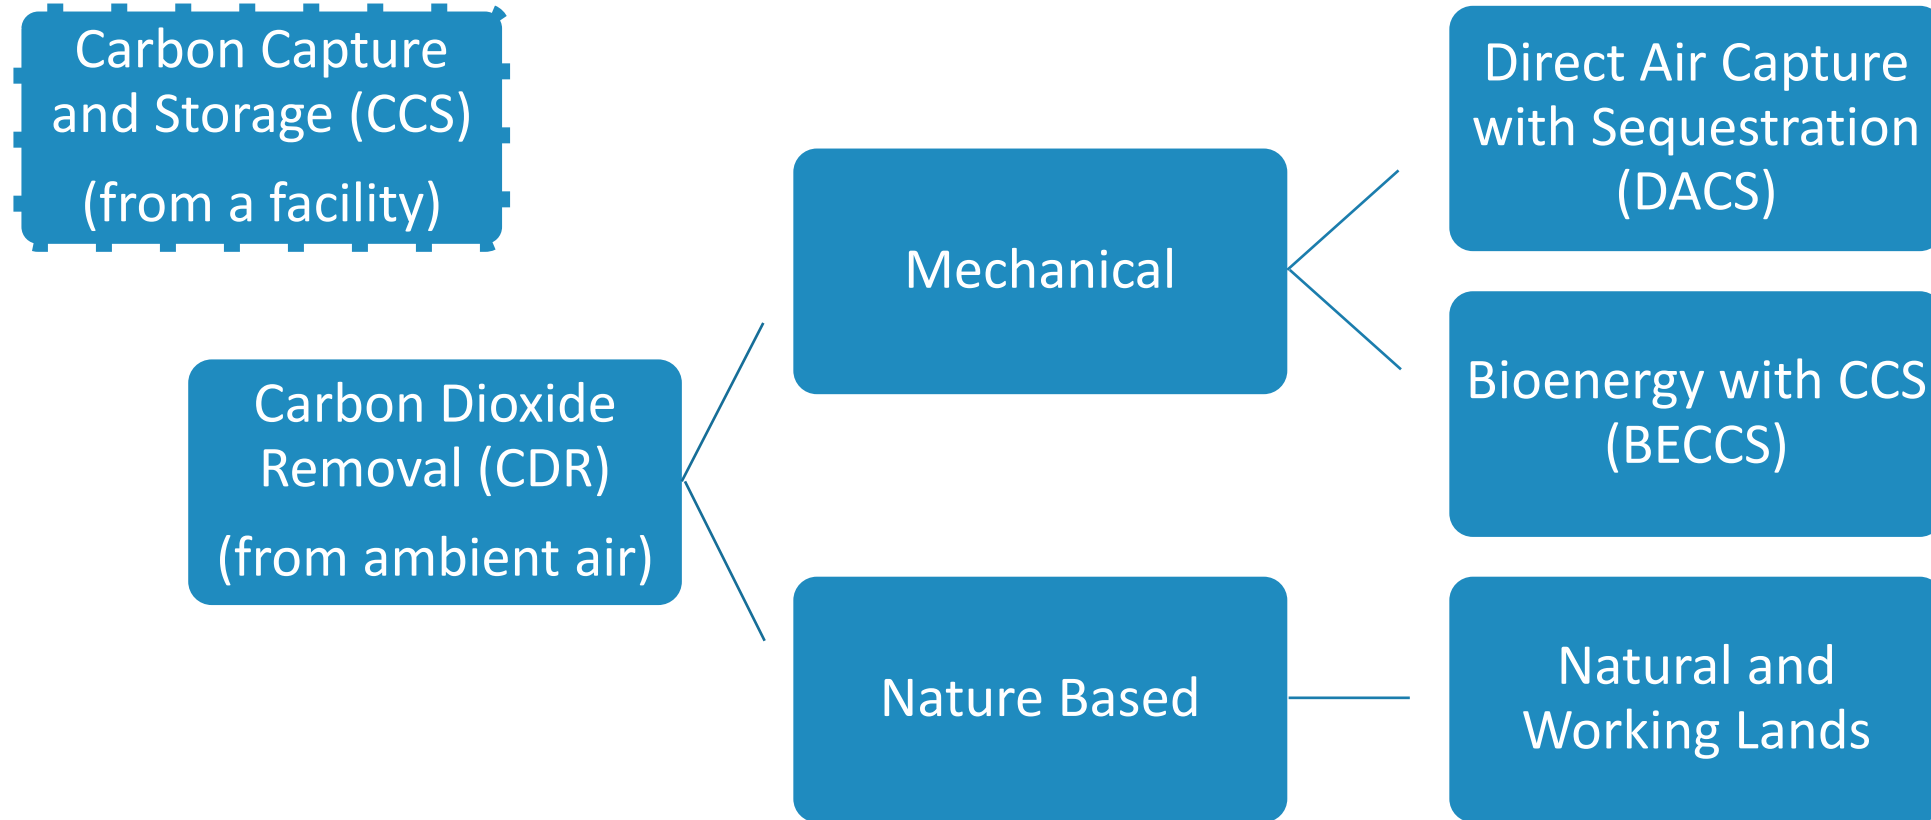 Carbon Capture
and Storage (CCS)
(from a facility)
Carbon Dioxide
Removal (CDR)
(from ambient air)
Mechanical
Nature Based
Direct Air Capture
with Sequestration
(DACS)
Bioenergy with CCS
(BECCS)
Natural and
Working Lands